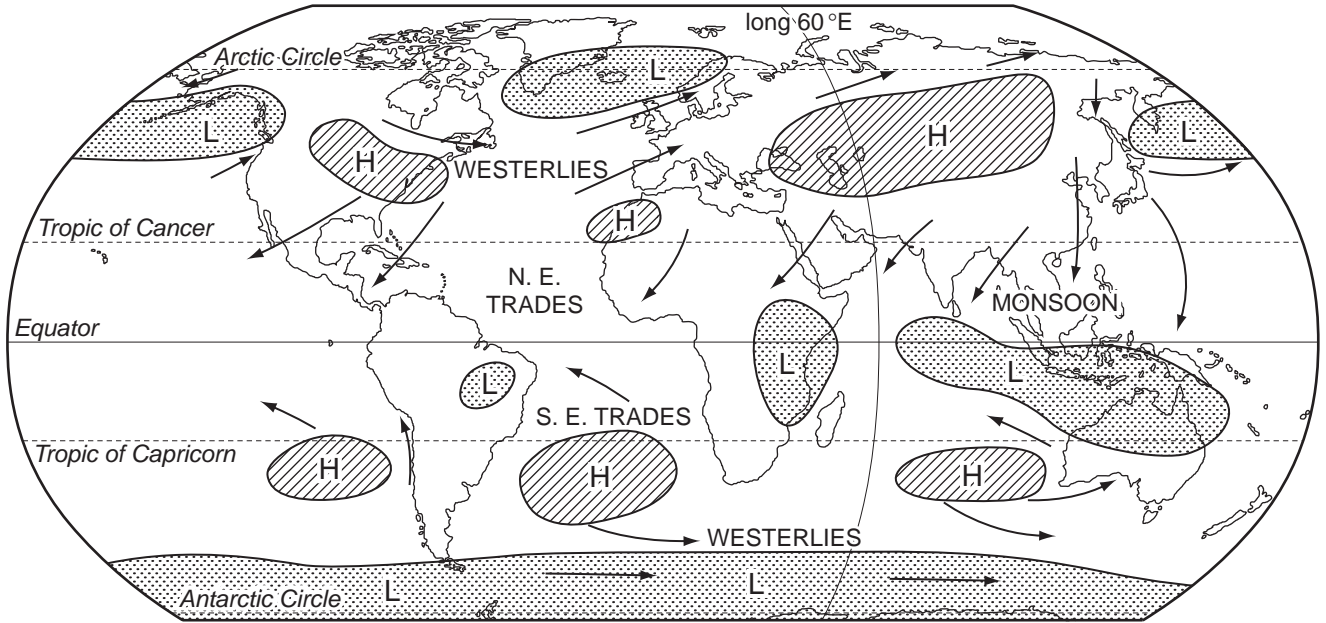 long 60 °E
Arctic Circle
L
L
H
L
H
WESTERLIES
H
Tropic of Cancer
N. E.
TRADES
MONSOON
Equator
L
L
L
S. E. TRADES
Tropic of Capricorn
H
H
H
WESTERLIES
L
L
Antarctic Circle